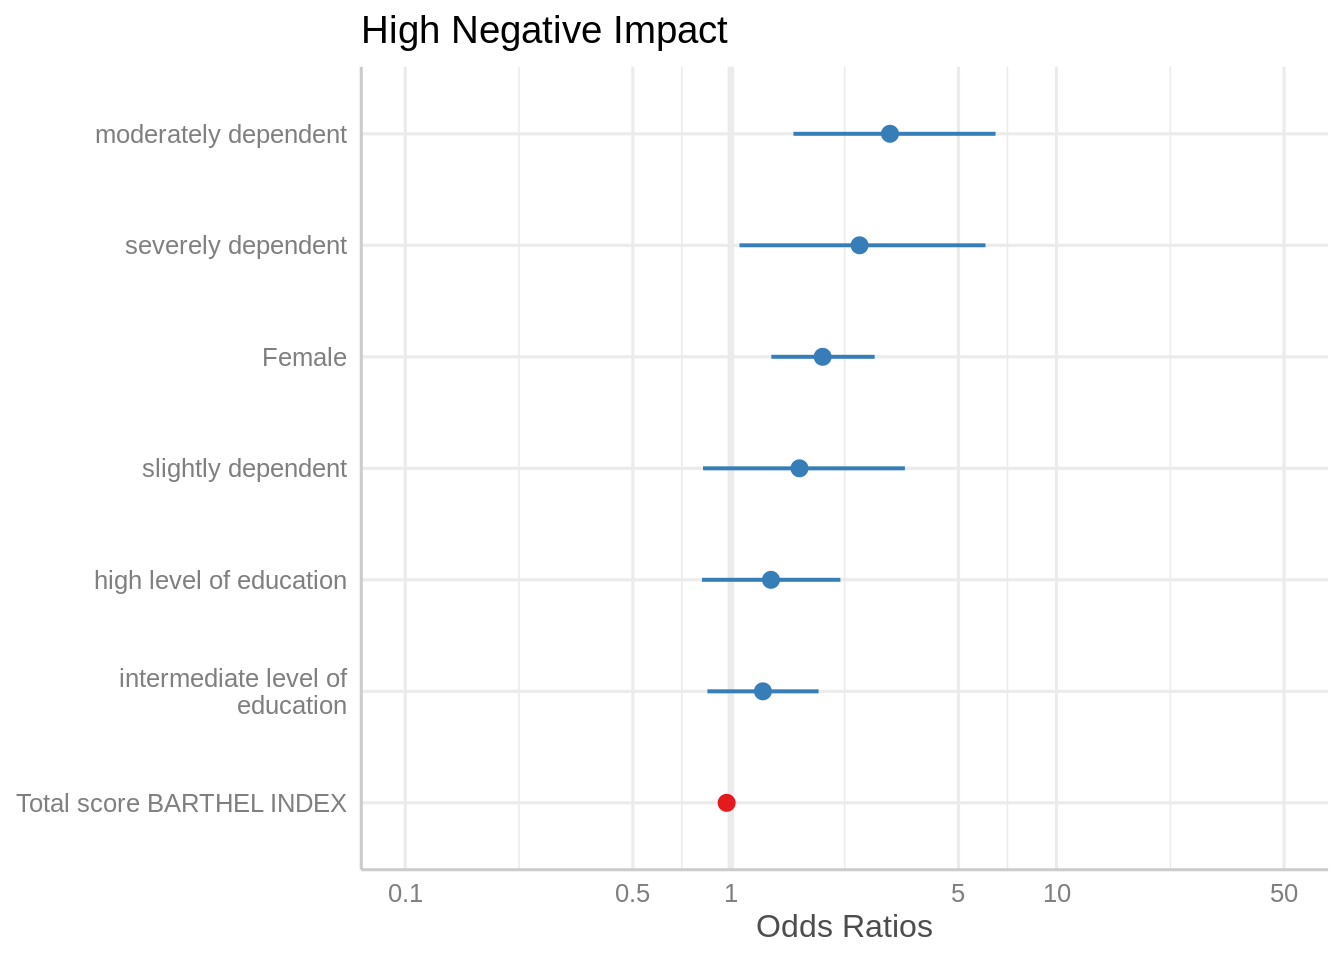 High Negative Impact
moderately dependent
severely dependent
Female
slightly dependent
high level of education
intermediate level of
education
Total score BARTHEL INDEX
0.1 0.5 1 5 10 50
Odds Ratios